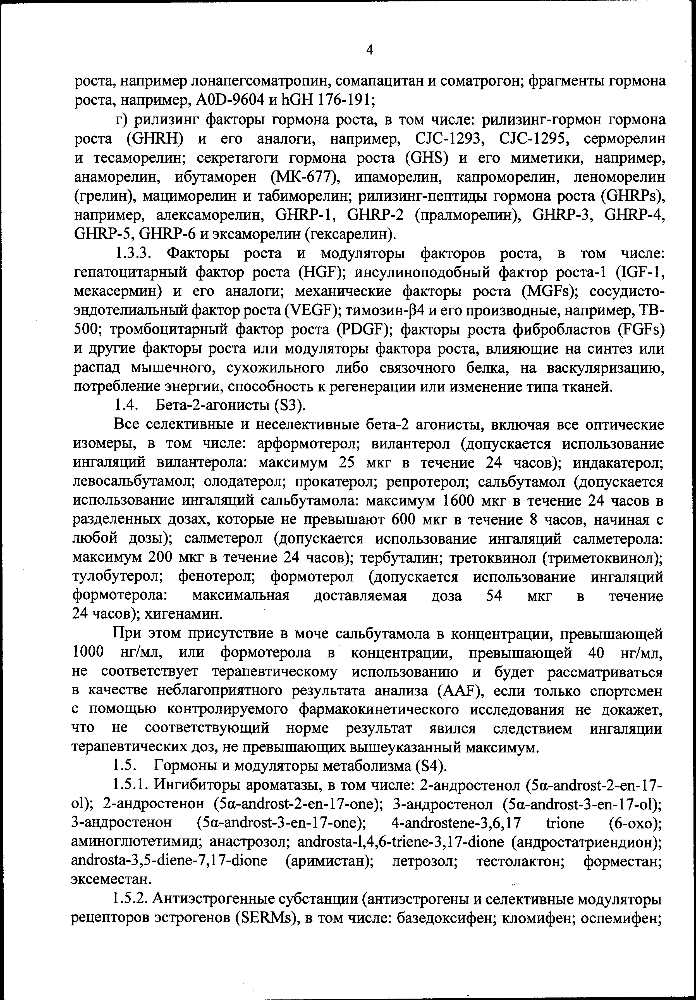 4
роста, например лонапегсоматропин, сомапацитан и соматрогон; фрагменты гормона
роста, например, A0D-9604 и hGH 176-191;
г) рилизинг факторы гормона роста, в том числе: рилизинг-гормон гормона
роста (GHRH) и его аналоги, например, CJC-1293, CJC-1295, серморелин
и тесаморелин; секретагоги гормона роста (GHS) и его миметики, например,
анаморелин, ибутаморен (МК-677), ипаморелин, капроморелин, леноморелин
(грелин), мациморелин и табиморелин; рилизинг-пептиды гормона роста (GHRPs),
например, алексаморелин, GHRP-1, GHRP-2 (пралморелин), GHRP-3, GHRP-4,
GHRP-5, GHRP-6 и эксаморелин (гексарелин).
1.3.3. Факторы роста и модуляторы факторов роста, в том числе:
гепатоцитарный фактор роста (HGF); инсулиноподобный фактор роста-1 (IGF-1,
мекасермин) и его аналоги; механические факторы роста (MGFs); сосудисто-
эндотелиальный фактор роста (VEGF); тимозин-β4 и его производные, например, ТВ-
500; тромбоцитарный фактор роста (PDGF); факторы роста фибробластов (FGFs)
и другие факторы роста или модуляторы фактора роста, влияющие на синтез или
распад мышечного, сухожильного либо связочного белка, на васкуляризацию,
потребление энергии, способность к регенерации или изменение типа тканей.
1.4. Бета-2-агонисты (S3).
Все селективные и неселективные бета-2 агонисты, включая все оптические
изомеры, в том числе: арформотерол; вилантерол (допускается использование
ингаляций вилантерола: максимум 25 мкг в течение 24 часов); индакатерол;
левосальбутамол; олодатерол; прокатерол; репротерол; сальбутамол (допускается
использование ингаляций сальбутамола: максимум 1600 мкг в течение 24 часов в
разделенных дозах, которые не превышают 600 мкг в течение 8 часов, начиная с
любой дозы); салметерол (допускается использование ингаляций салметерола:
максимум 200 мкг в течение 24 часов); тербуталин; третоквинол (триметоквинол);
тулобутерол; фенотерол; формотерол (допускается использование ингаляций
формотерола: максимальная доставляемая доза 54 мкг в течение
24 часов); хигенамин.
При этом присутствие в моче сальбутамола в концентрации, превышающей
1000 нг/мл, или формотерола в концентрации, превышающей 40 нг/мл,
не соответствует терапевтическому использованию и будет рассматриваться
в качестве неблагоприятного результата анализа (AAF), если только спортсмен
с помощью контролируемого фармакокинетического исследования не докажет,
что не соответствующий норме результат явился следствием ингаляции
терапевтических доз, не превышающих вышеуказанный максимум.
1.5. Гормоны и модуляторы метаболизма (S4).
1.5.1. Ингибиторы ароматазы, в том числе: 2-андростенол (5α-androst-2-en-17-
ol); 2-андростенон (5α-androst-2-en-17-one); 3-андростенол (5α-androst-3-en-17-ol);
3-андростенон (5α-androst-3-en-17-one); 4-androstene-3,6,17 trione (6-oxo);
аминоглютетимид; анастрозол; androsta-l,4,6-triene-3,17-dione (андростатриендион);
androsta-3,5-diene-7,17-dione (аримистан); летрозол; тестолактон; форместан;
эксеместан.
1.5.2. Антиэстрогенные субстанции (антиэстрогены и селективные модуляторы
рецепторов эстрогенов (SERMs), в том числе: базедоксифен; кломифен; оспемифен;